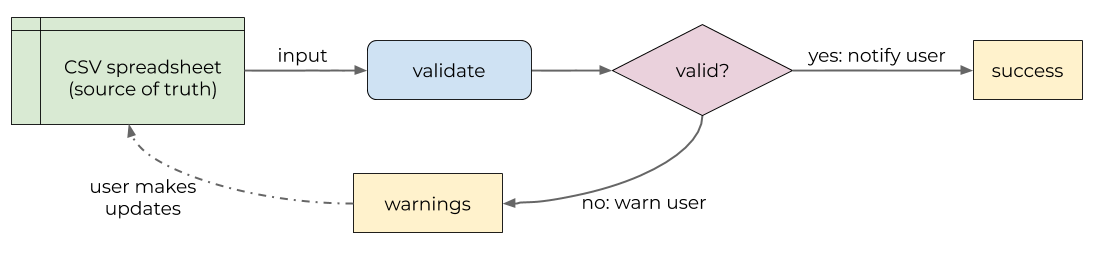 CSV spreadsheet
(source of truth)
input
validate
valid?
yes: notify user
success
user makes
updates
warnings
no: warn user